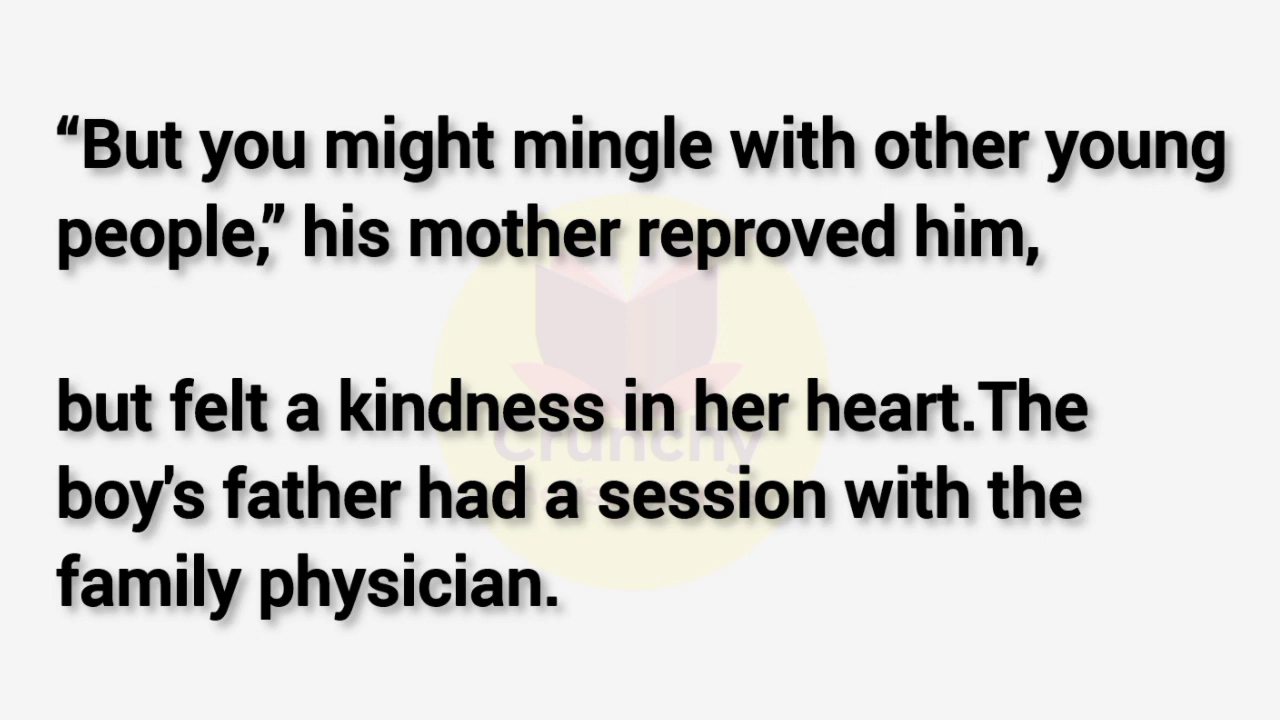 “But you might mingle with other young
people,” his mother reproved him,
but felt a kindness in her heart.The
boy's father had a session with the
family physician.
Crunchy